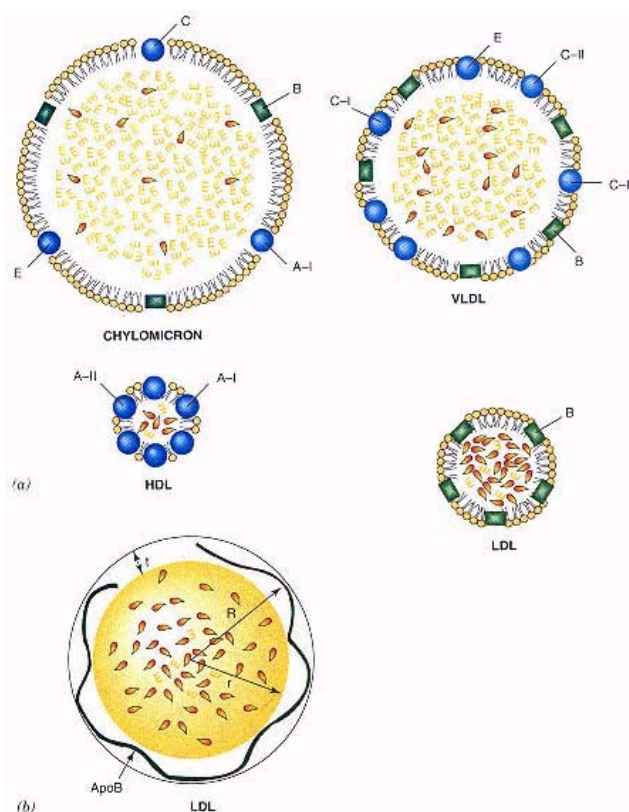 C
B
E
A–I
CHYLOMICRON
E
C–II
C–I
C–I
B
VLDL
A–II
A–I
(a)
HDL
B
LDL
t
R
r
ApoB
(b)
LDL